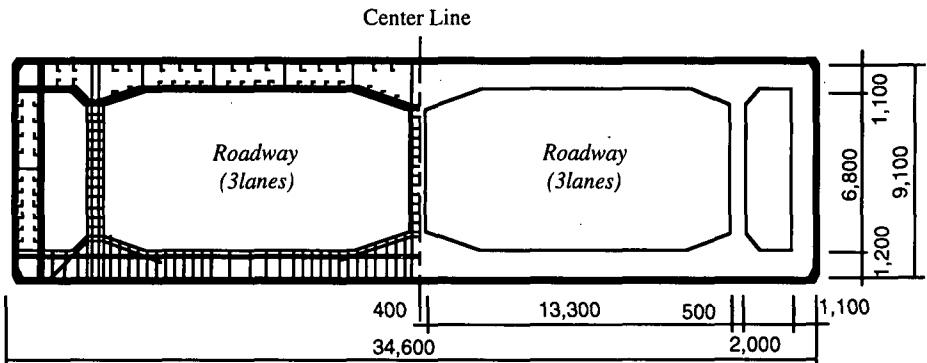 Center Line
Roadway
(3lanes)
Roadway
(3lanes)
1,100
6,800
9,100
1,200
400
13,300
500
1,100
34,600
2,000